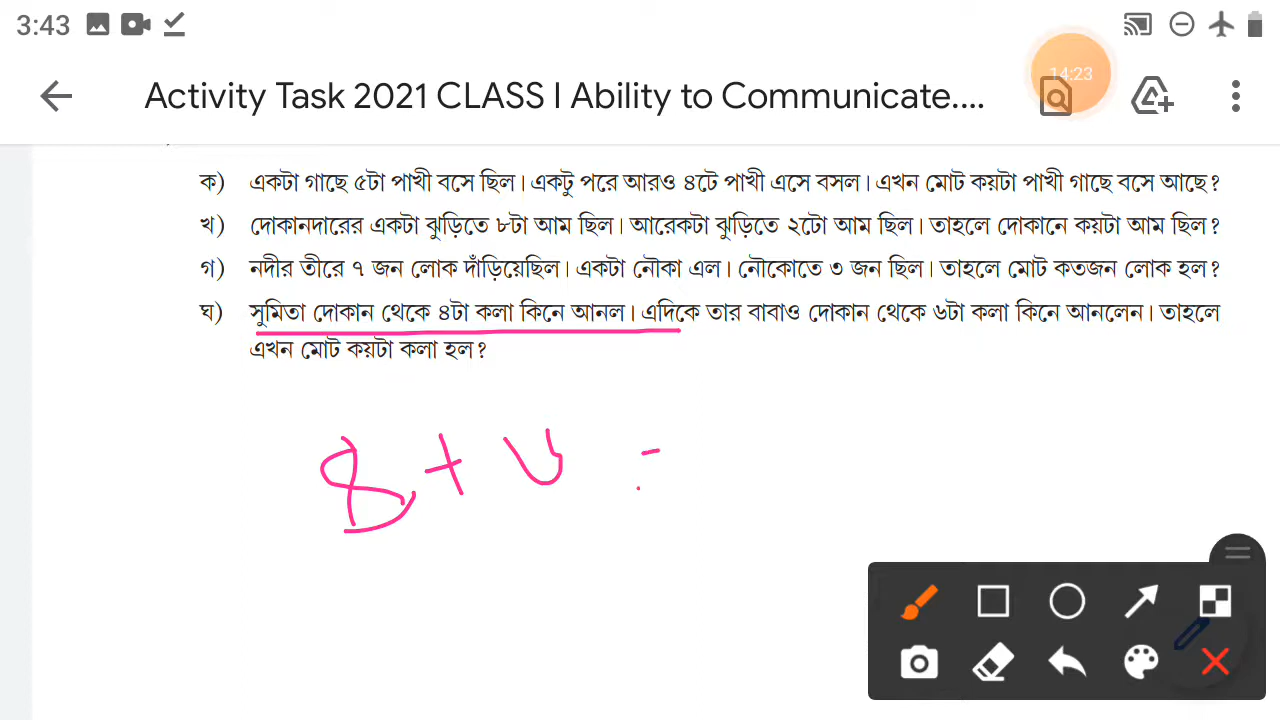 3:43
14:23
Activity Task 2021 CLASS I Ability to Communicate....
ক) একটা গাছে ৫টা পাখী বসে ছিল। একটু পরে আরও ৪টে পাখী এসে বসল। এখন মোট কয়টা পাখী গাছে বসে আছে?
খ) দোকানদারের একটা ঝুড়িতে ৮টা আম ছিল। আরেকটা ঝুড়িতে ২টো আম ছিল। তাহলে দোকানে কয়টা আম ছিল?
গ) নদীর তীরে ৭ জন লোক দাঁড়িয়েছিল। একটা নৌকা এল। নৌকোতে ৩ জন ছিল। তাহলে মোট কতজন লোক হল?
ঘ) সুমিতা দোকান থেকে ৪টা কলা কিনে আনল। এদিকে তার বাবাও দোকান থেকে ৬টা কলা কিনে আনলেন। তাহলে
এখন মোট কয়টা কলা হল?
৪ + ৬ =